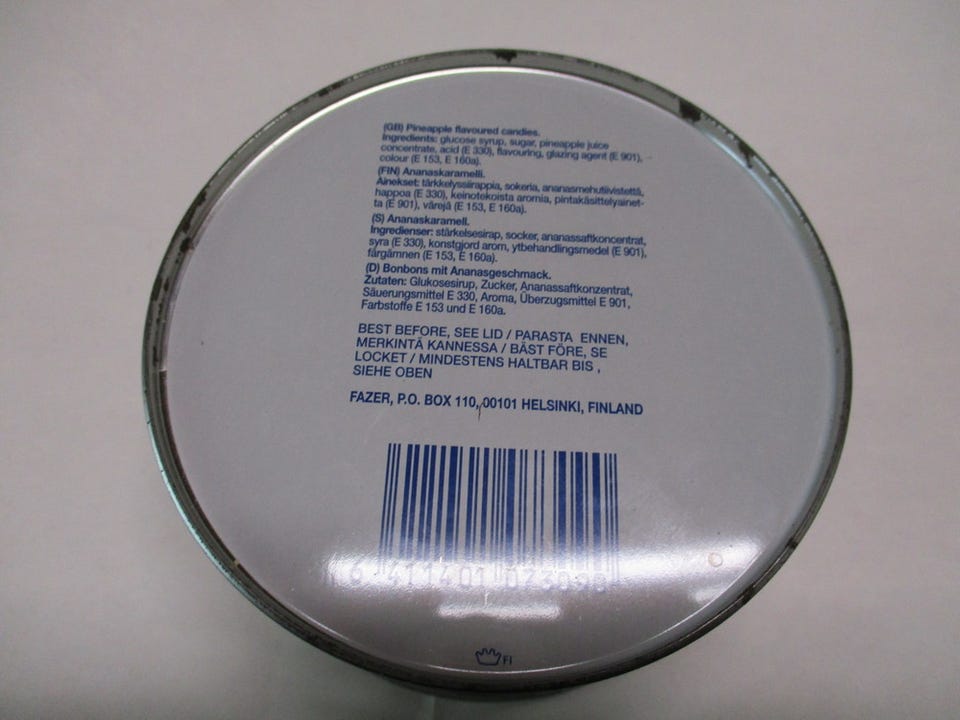 (GB) Pineapple flavoured candies.
Ingredients: glucose syrup, sugar, pineapple juice
concentrate, acid (E 330), flavouring, glazing agent (E 901),
colour (E 153, E 160a).
(FIN) Ananaskaramelli.
Ainekset: tärkkelyssiirappia, sokeria, ananasmehutiivistettä,
happoa (E 330), keinotekoista aromia, pintakäsittelyainet-
ta (E 901), värejä (E 153, E 160a).
(S) Ananaskaramell.
Ingredienser: stärkelsesirap, socker, ananassaftkoncentrat,
syra (E 330), konstgjord arom, ytbehandlingsmedel (E 901),
färgämnen (E 153, E 160a).
(D) Bonbons mit Ananasgeschmack.
Zutaten: Glukosesirup, Zucker, Ananassaftkonzentrat,
Säuerungsmittel E 330, Aroma, Überzugsmittel E 901,
Farbstoffe E 153 und E 160a.
BEST BEFORE, SEE LID / PARASTA ENNEN,
MERKINTÄ KANNESSA / BÄST FÖRE, SE
LOCKET / MINDESTENS HALTBAR BIS ,
SIEHE OBEN
FAZER, P.O. BOX 110, 00101 HELSINKI, FINLAND
6 411401
FI